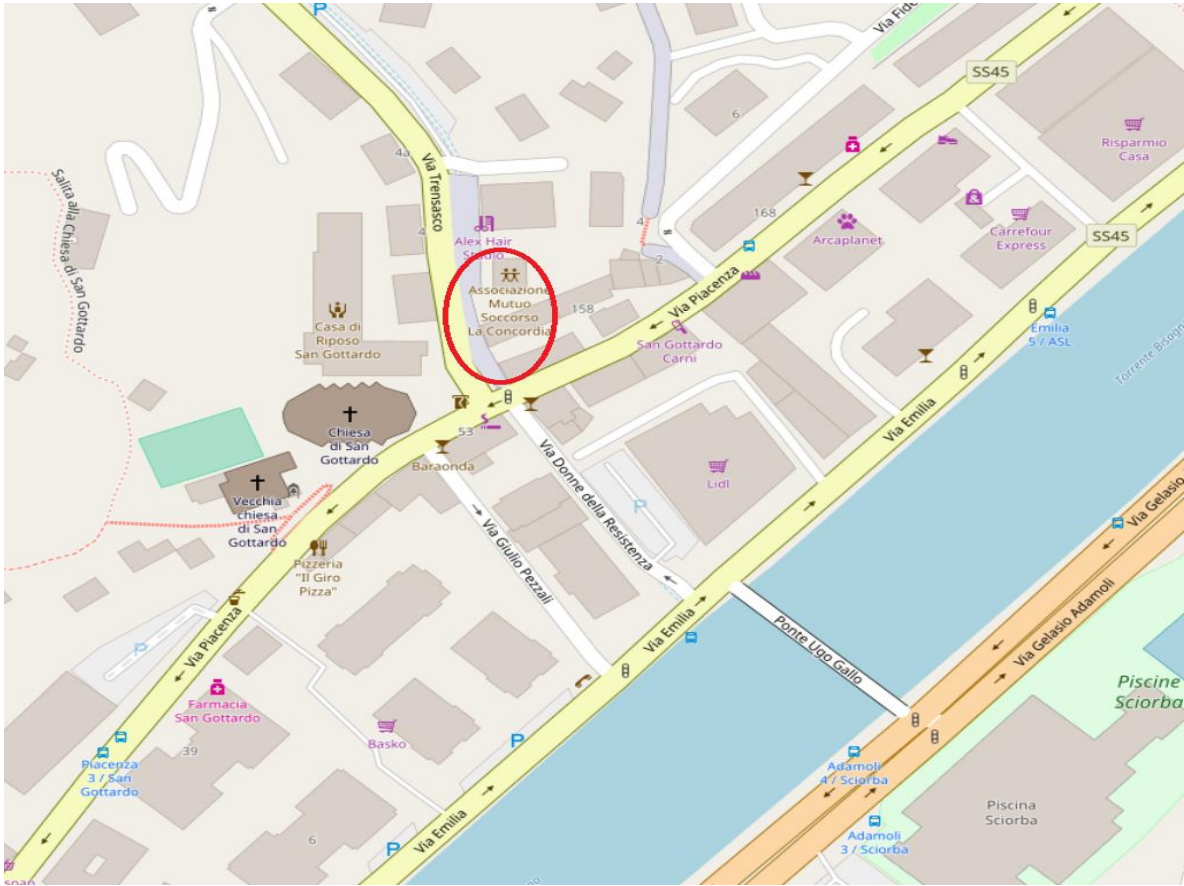 Via Fide
SS45
Risparmio
Casa
6
4a
Via Trensasco
Salita alla Chiesa di San Gottardo
168
4
Carrefour
Express
Arcaplanet
SS45
4
Alex Hair
Studio
2
Via Piacenza
Associazione
Mutuo
Soccorso
La Concordia
158
Casa di
Riposo
San Gottardo
San Gottardo
Carni
Emilia
5 / ASL
Torrente Bisagno
Via Emilia
Chiesa
di San
Gottardo
53
Baraonda
Via Donne della Resistenza
Lidl
P
Vecchia
chiesa
di San
Gottardo
Via Gelasio
Pizzeria
"Il Giro
Pizza"
Via Giulio Pezzali
Via Emilia
Ponte Ugo Gallo
Via Gelasio Adamoli
Via Piacenza
P
P
Piscine
Sciorba
Farmacia
San Gottardo
Basko
P
39
Piacenza
3 / San
Gottardo
Adamoli
4 / Sciorba
Piscina
Sciorba
6
Via Emilia
P
Adamoli
3 / Sciorba